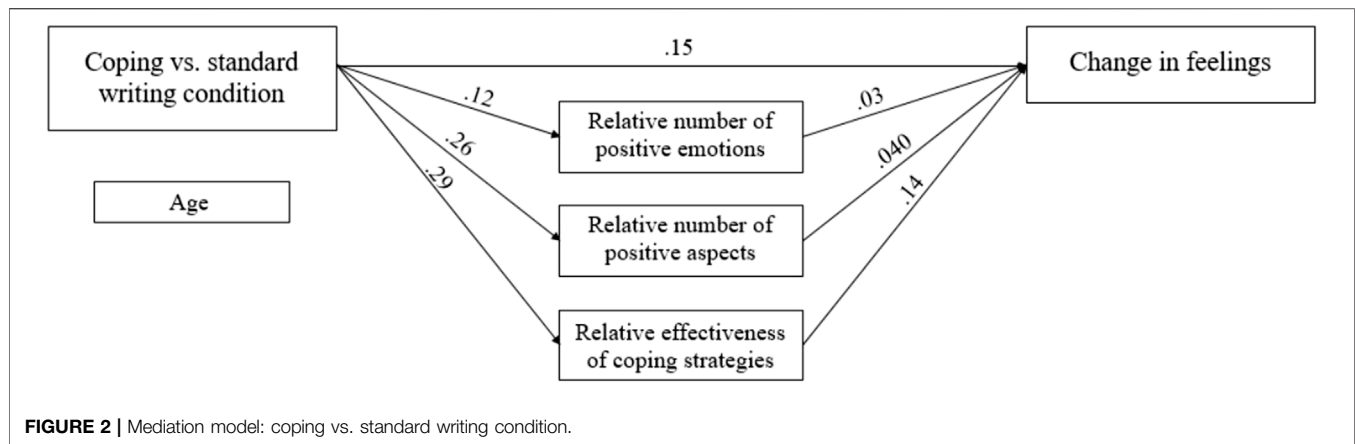 Coping vs. standard
writing condition
.15
Change in feelings
.12
Relative number of
positive emotions
.03
.26
Relative number of
positive aspects
.040
.29
Age
Relative effectiveness
of coping strategies
.14
FIGURE 2 | Mediation model: coping vs. standard writing condition.